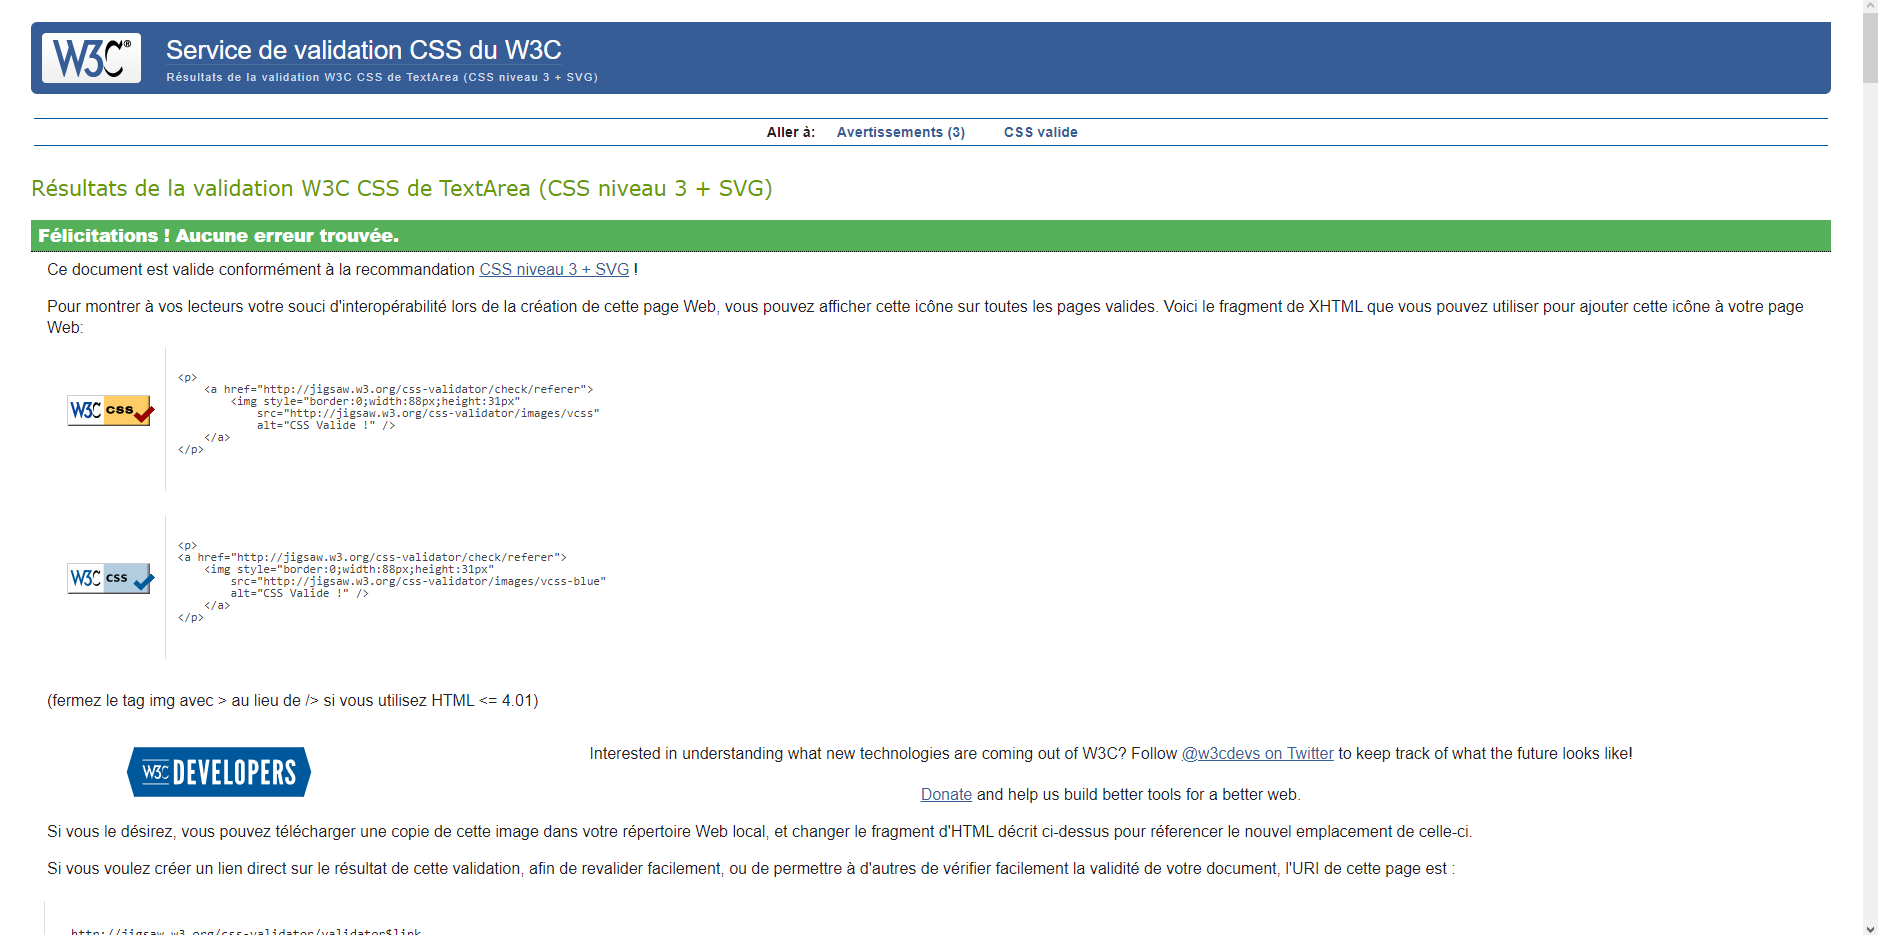 W3C®
Service de validation CSS du W3C
Résultats de la validation W3C CSS de TextArea (CSS niveau 3 + SVG)
Aller à: Avertissements (3) CSS valide
Résultats de la validation W3C CSS de TextArea (CSS niveau 3 + SVG)
Félicitations ! Aucune erreur trouvée.
Ce document est valide conformément à la recommandation CSS niveau 3 + SVG !
Pour montrer à vos lecteurs votre souci d'interopérabilité lors de la création de cette page Web, vous pouvez afficher cette icône sur toutes les pages valides. Voici le fragment de XHTML que vous pouvez utiliser pour ajouter cette icône à votre page
Web:
W3C css
<p>
<a href="http://jigsaw.w3.org/css-validator/check/referer">
<img style="border:0;width:88px;height:31px"
src="http://jigsaw.w3.org/css-validator/images/vcss"
alt="CSS Valide !" />
</a>
</p>
W3C css
<p>
<a href="http://jigsaw.w3.org/css-validator/check/referer">
<img style="border:0;width:88px;height:31px"
src="http://jigsaw.w3.org/css-validator/images/vcss-blue"
alt="CSS Valide !" />
</a>
</p>
(fermez le tag img avec > au lieu de /> si vous utilisez HTML <= 4.01)
W3C DEVELOPERS
Interested in understanding what new technologies are coming out of W3C? Follow @w3cdevs on Twitter to keep track of what the future looks like!
Donate and help us build better tools for a better web.
Si vous le désirez, vous pouvez télécharger une copie de cette image dans votre répertoire Web local, et changer le fragment d'HTML décrit ci-dessus pour réferencer le nouvel emplacement de celle-ci.
Si vous voulez créer un lien direct sur le résultat de cette validation, afin de revalider facilement, ou de permettre à d'autres de vérifier facilement la validité de votre document, l'URI de cette page est :
http://jigsaw.w3.org/css-validator/validator$link